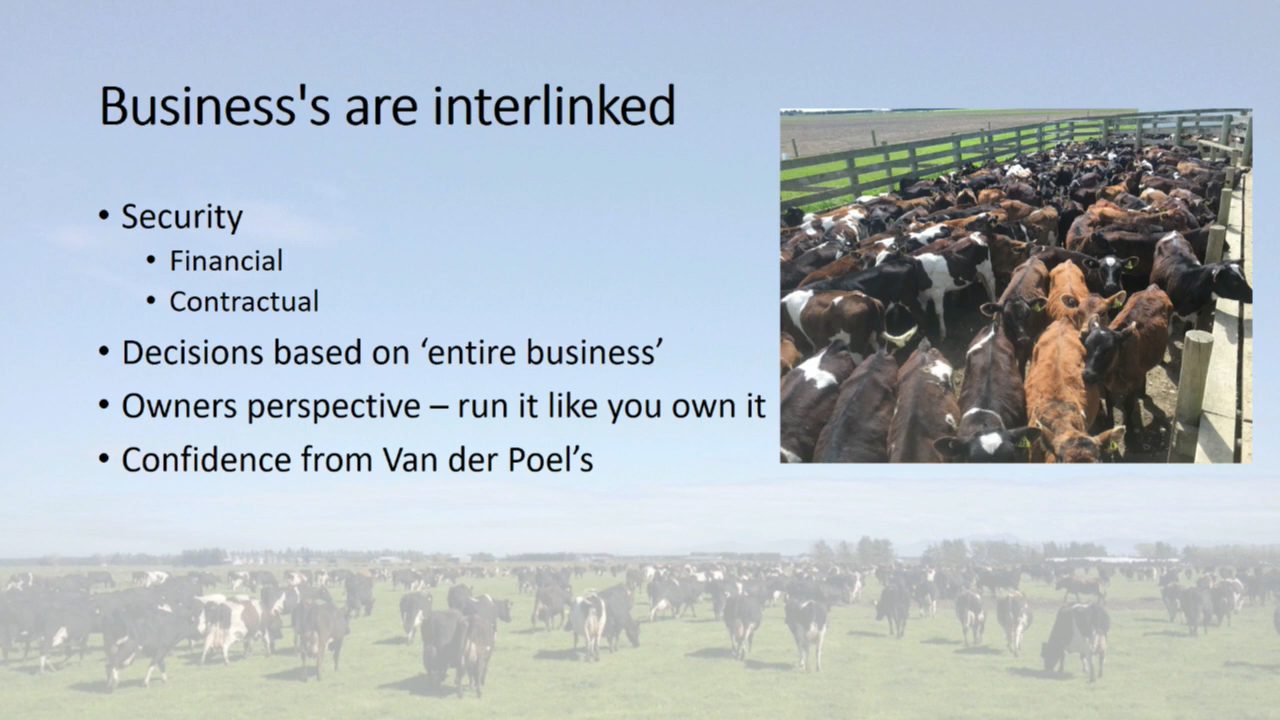 Business's are interlinked
• Security
• Financial
• Contractual
• Decisions based on ‘entire business’
• Owners perspective – run it like you own it
• Confidence from Van der Poel’s